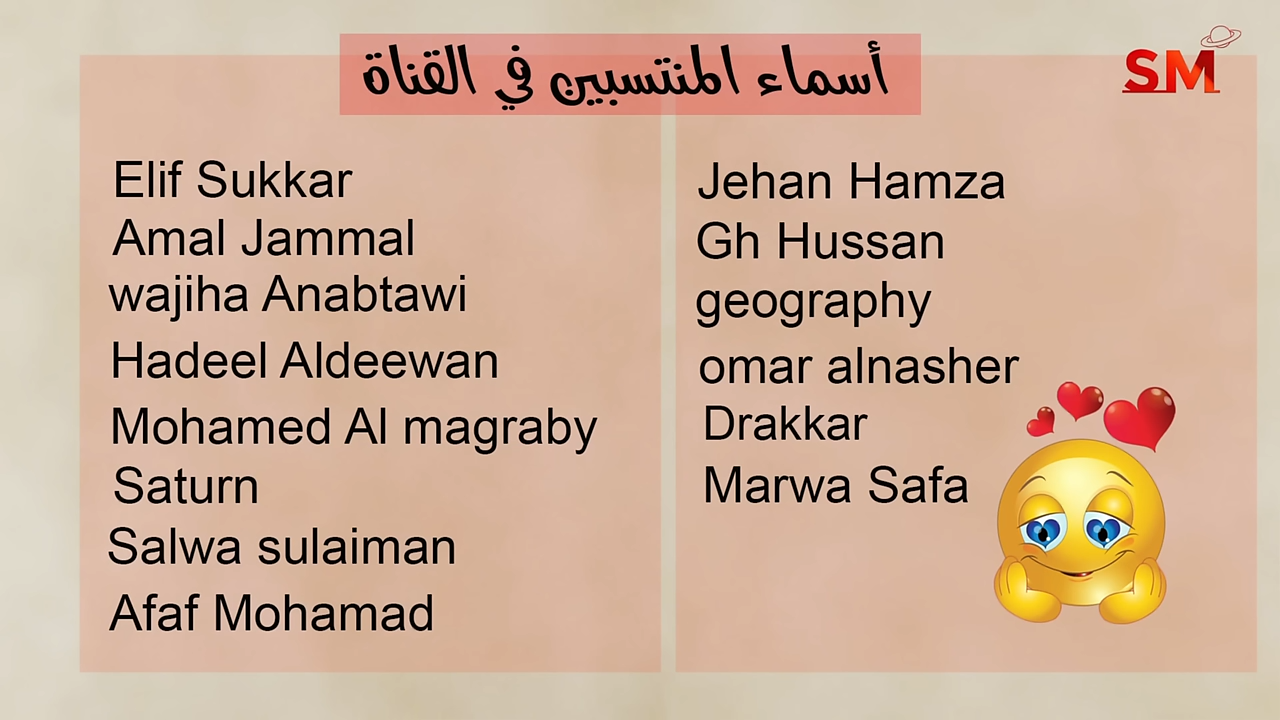 أسماء المنتسبين في القناة
SM
Elif Sukkar
Amal Jammal
wajiha Anabtawi
Hadeel Aldeewan
Mohamed Al magraby
Saturn
Salwa sulaiman
Afaf Mohamad
Jehan Hamza
Gh Hussan
geography
omar alnasher
Drakkar
Marwa Safa